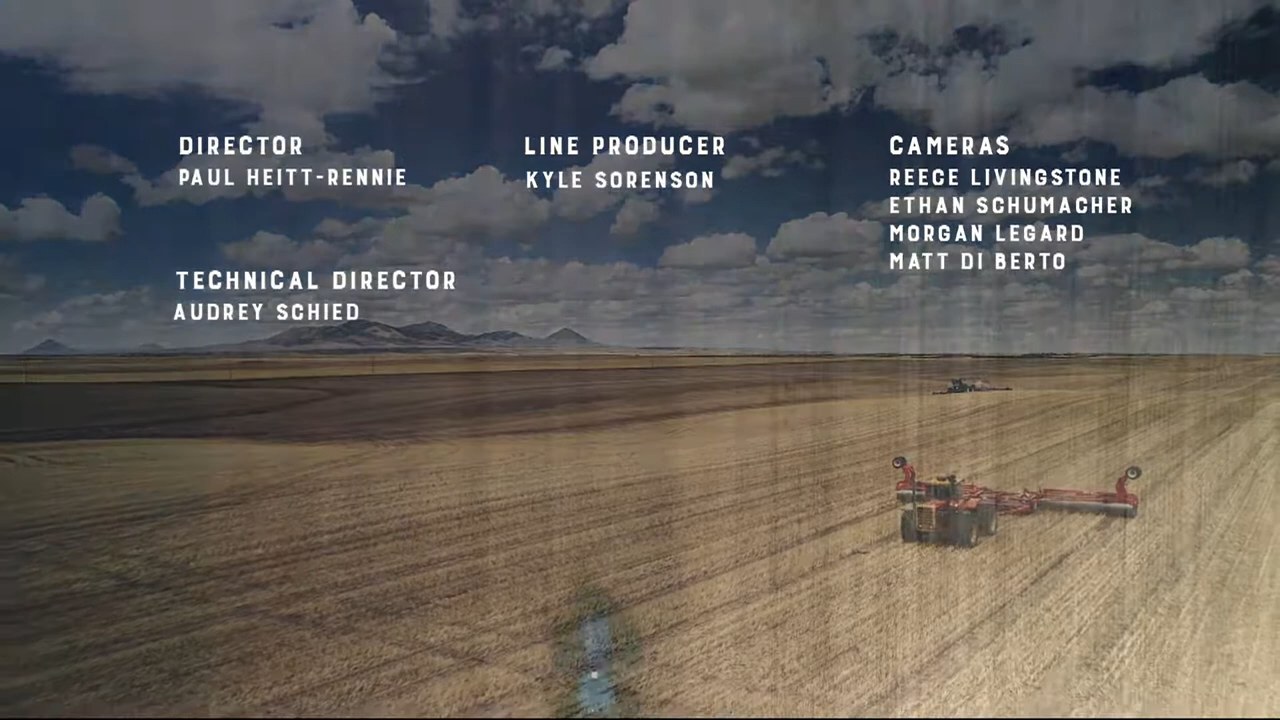 DIRECTOR
PAUL HEITT-RENNIE
TECHNICAL DIRECTOR
AUDREY SCHIED
LINE PRODUCER
KYLE SORENSON
CAMERAS
REECE LIVINGSTONE
ETHAN SCHUMACHER
MORGAN LEGARD
MATT DI BERTO